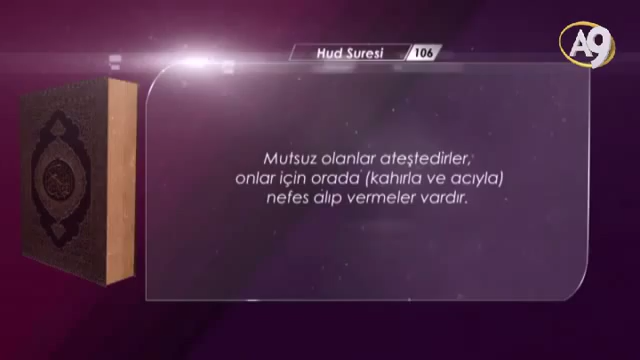 Hud Suresi 106
A9
Mutsuz olanlar ateştedirler,
onlar için orada (kahırla ve acıyla)
nefes alıp vermeler vardır.